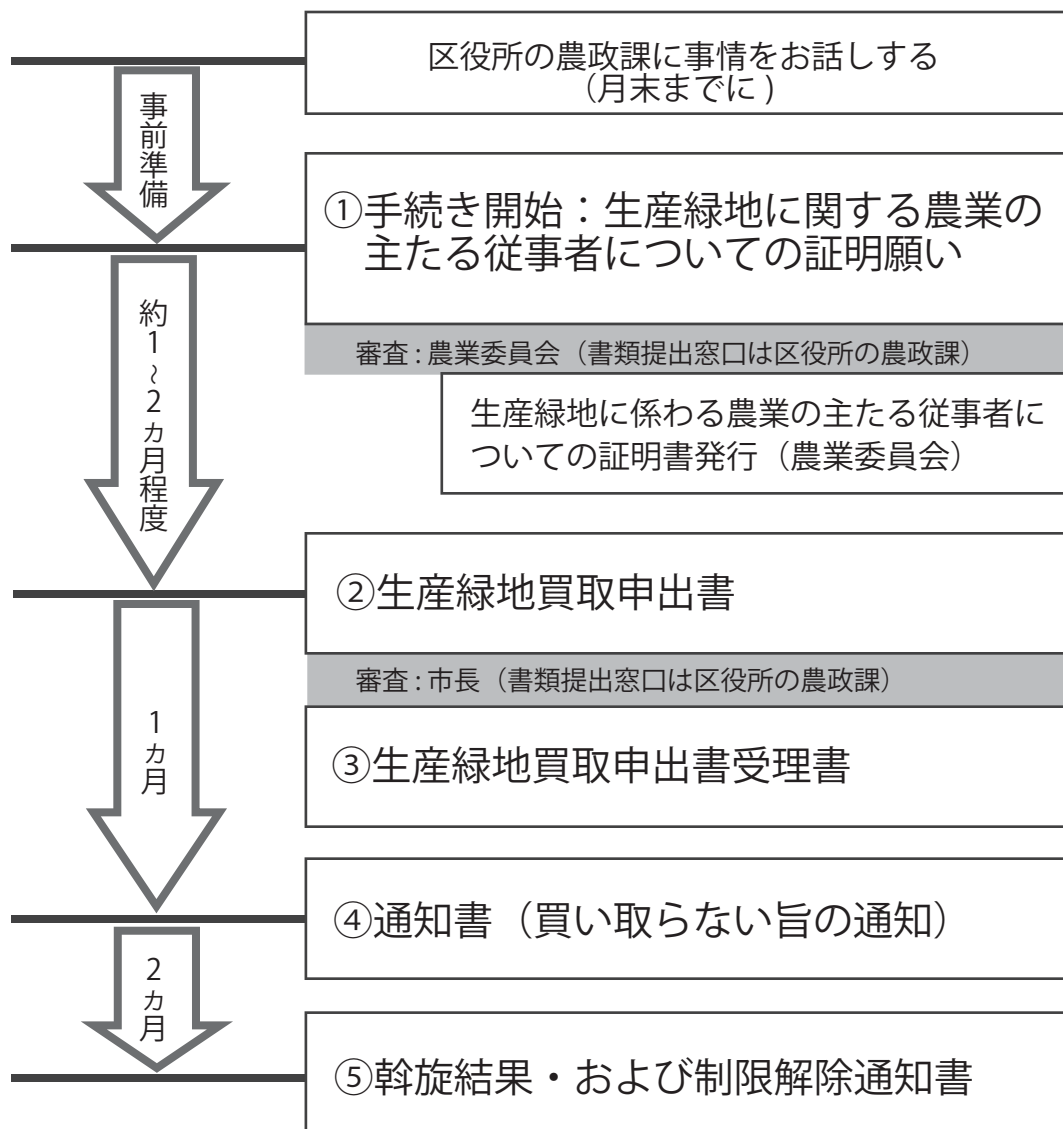 区役所の農政課に事情をお話しする
（月末までに )
事前準備
①手続き開始：生産緑地に関する農業の
主たる従事者についての証明願い
審査 : 農業委員会（書類提出窓口は区役所の農政課）
約1~2ヵ月程度
生産緑地に係わる農業の主たる従事者に
ついての証明書発行（農業委員会）
②生産緑地買取申出書
審査 : 市長（書類提出窓口は区役所の農政課）
1ヵ月
③生産緑地買取申出書受理書
④通知書（買い取らない旨の通知）
2ヵ月
⑤斡旋結果・および制限解除通知書